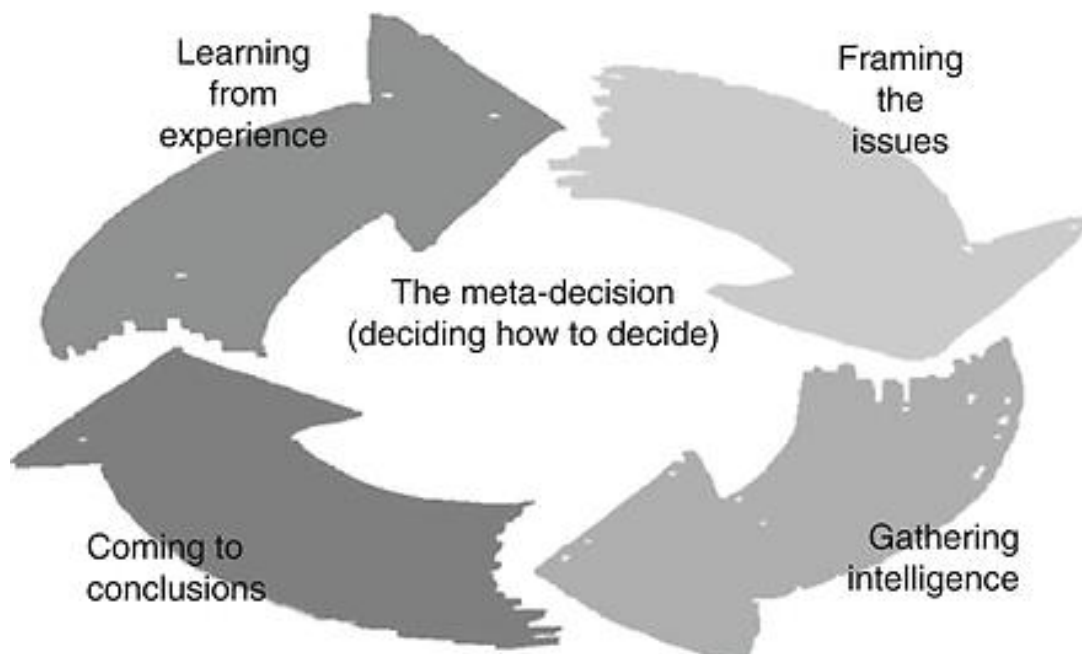 Learning
from
experience
Framing
the
issues
The meta-decision
(deciding how to decide)
Gathering
intelligence
Coming to
conclusions